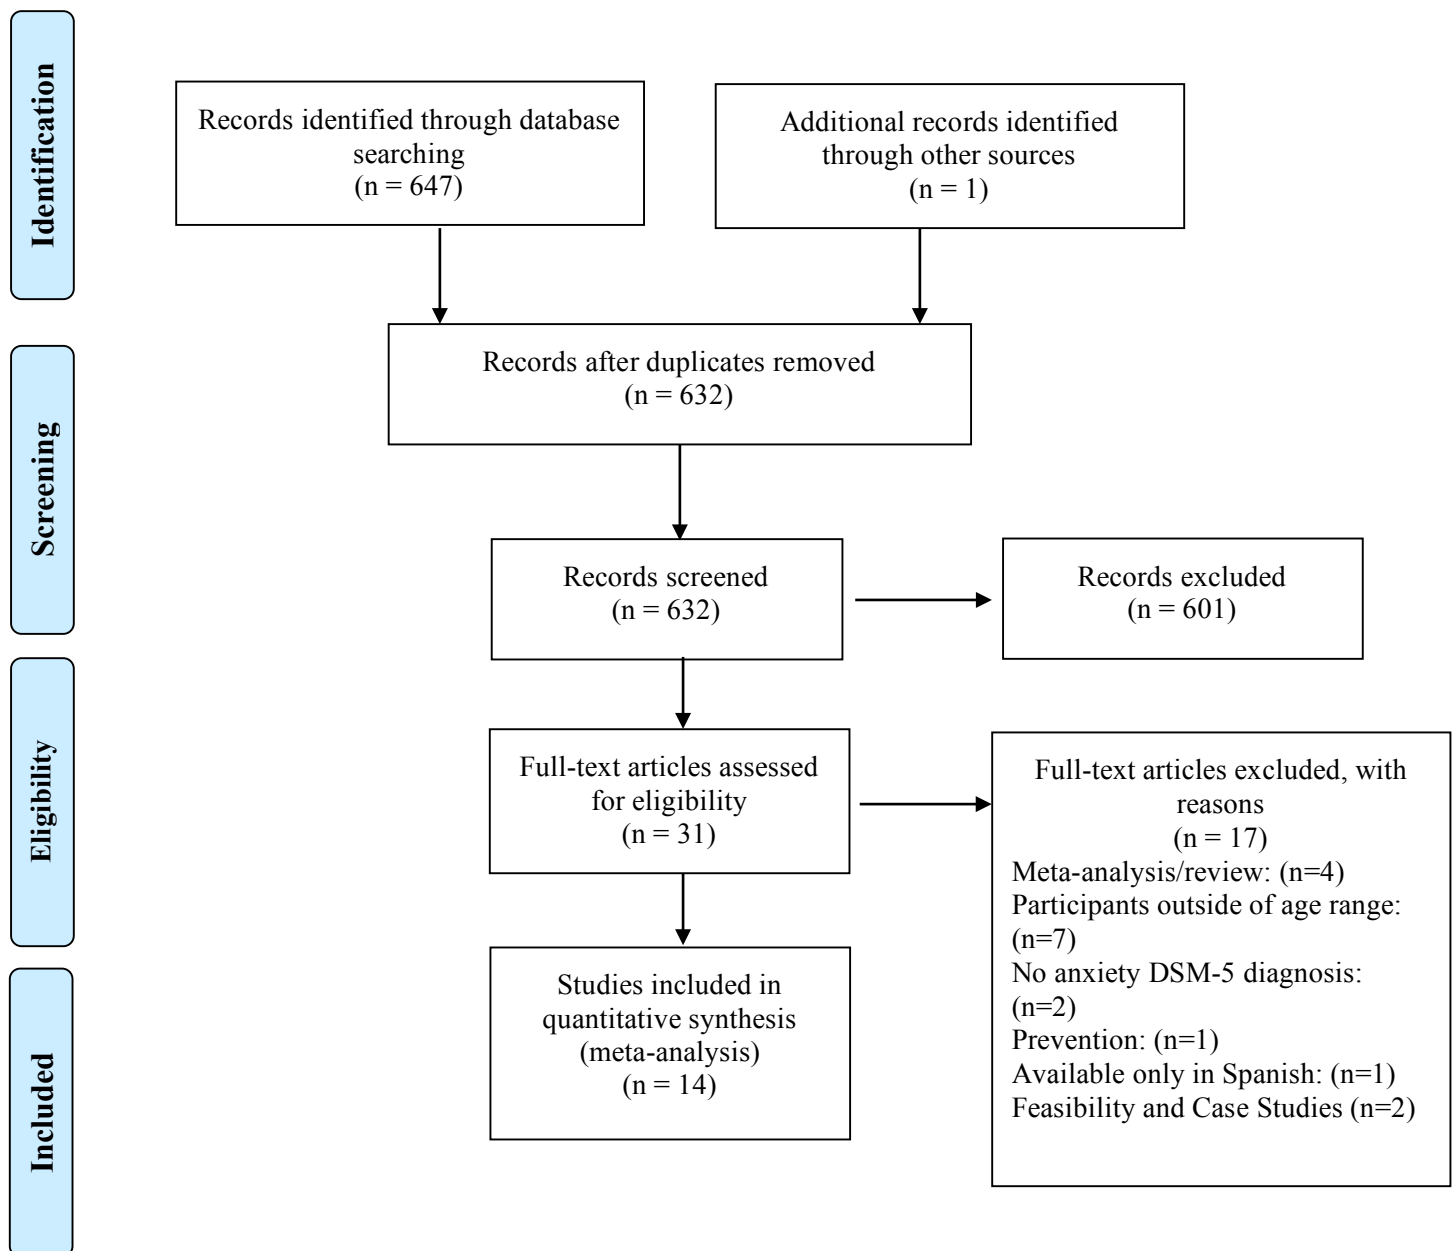 Identification
Records identified through database
searching
(n = 647)
Additional records identified
through other sources
(n = 1)
Records after duplicates removed
(n = 632)
Screening
Records screened
(n = 632)
Records excluded
(n = 601)
Eligibility
Full-text articles assessed
for eligibility
(n = 31)
Full-text articles excluded, with
reasons
(n = 17)
Meta-analysis/review: (n=4)
Participants outside of age range:
(n=7)
No anxiety DSM-5 diagnosis:
(n=2)
Prevention: (n=1)
Available only in Spanish: (n=1)
Feasibility and Case Studies (n=2)
Included
Studies included in
quantitative synthesis
(meta-analysis)
(n = 14)